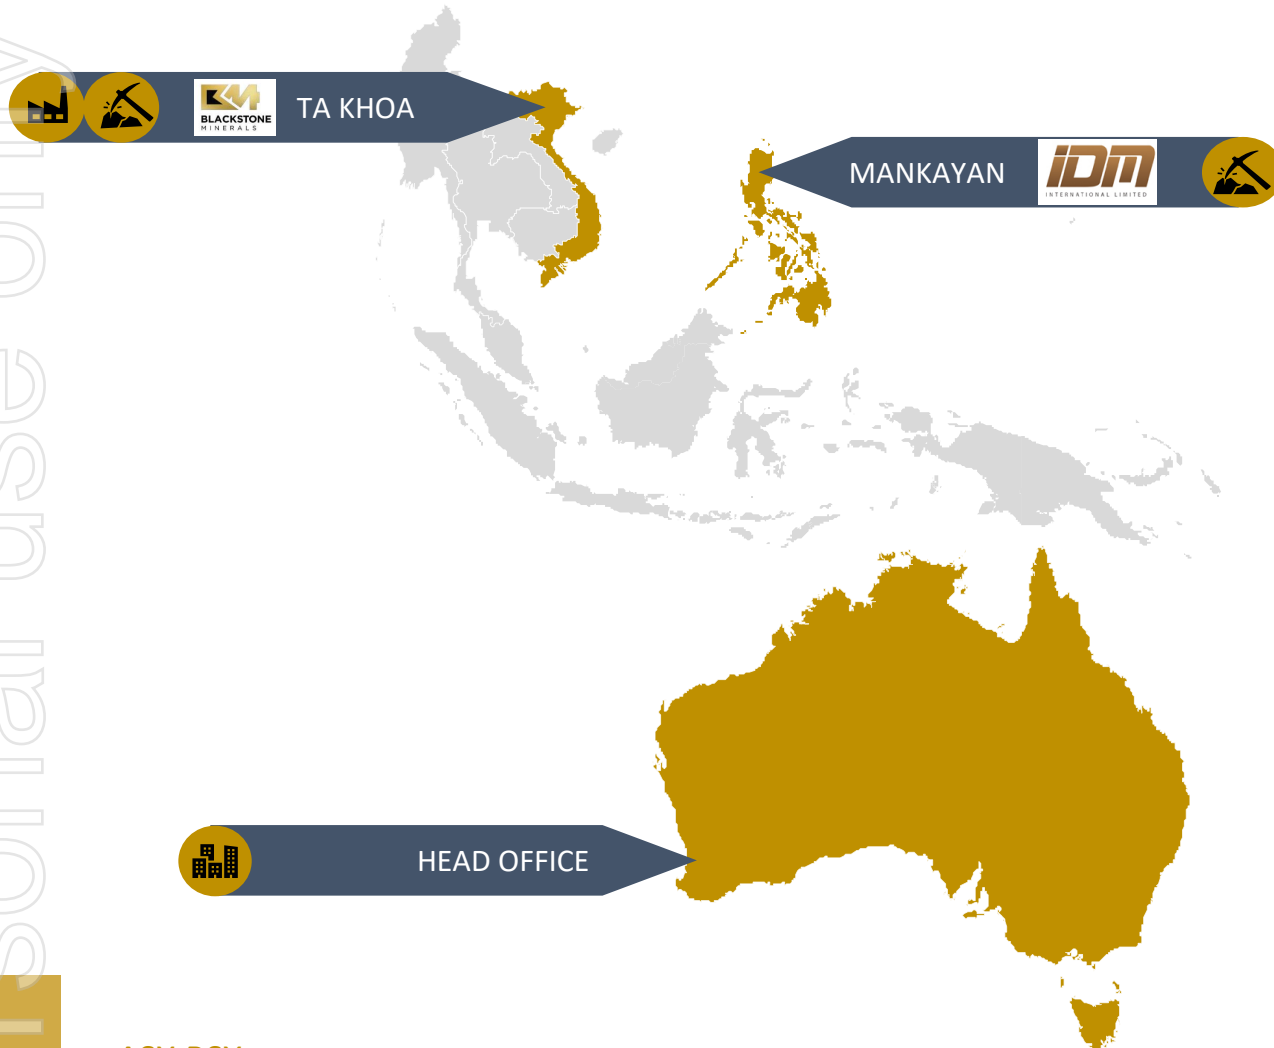 BLACKSTONE
MINERALS
TA KHOA
MANKAYAN
iDM
INTERNATIONAL LIMITED
HEAD OFFICE